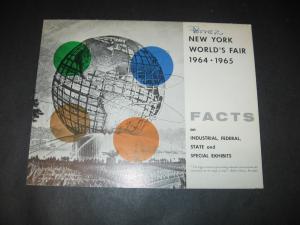 NEW YORK
WORLD'S FAIR
1964 • 1965
FACTS
on
INDUSTRIAL, FEDERAL,
STATE and
SPECIAL EXHIBITS